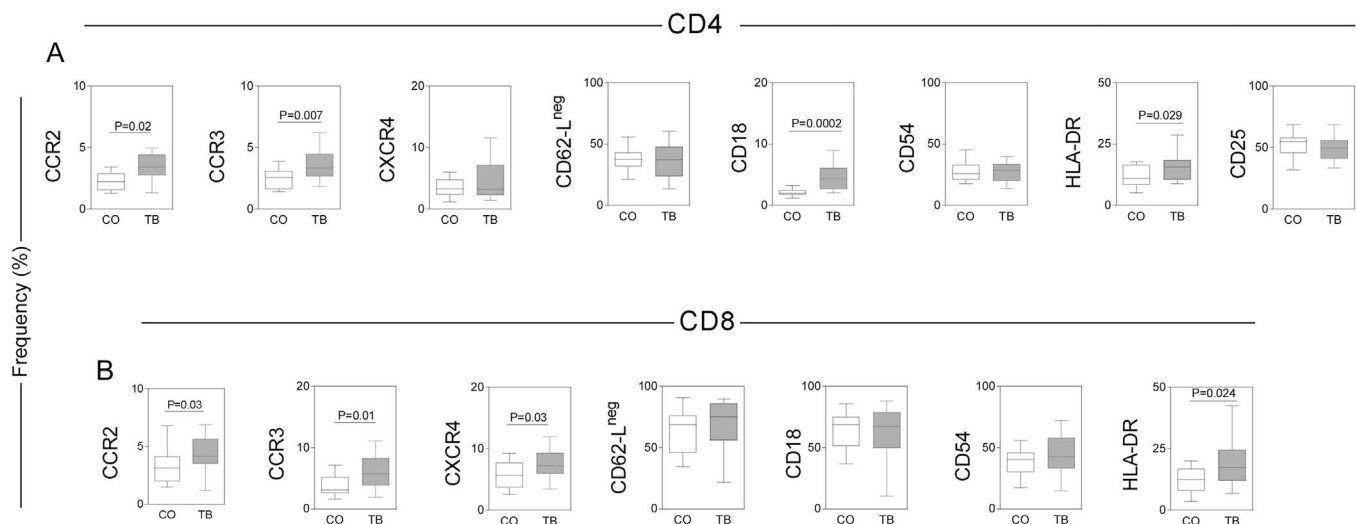 CD4
A
Frequency (%)
CCR2
10
5
0
P=0.02
CO TB
CCR3
10
5
0
P=0.007
CO TB
CXCR4
20
10
0
CO TB
CD62-L^neg
100
50
0
CO TB
CD18
20
10
0
P=0.0002
CO TB
CD54
100
50
0
CO TB
HLA-DR
50
25
0
P=0.029
CO TB
CD25
100
50
0
CO TB
CD8
B
CCR2
10
5
0
P=0.03
CO TB
CCR3
20
10
0
P=0.01
CO TB
CXCR4
20
10
0
P=0.03
CO TB
CD62-L^neg
100
50
0
CO TB
CD18
100
50
0
CO TB
CD54
100
50
0
CO TB
HLA-DR
50
25
0
P=0.024
CO TB